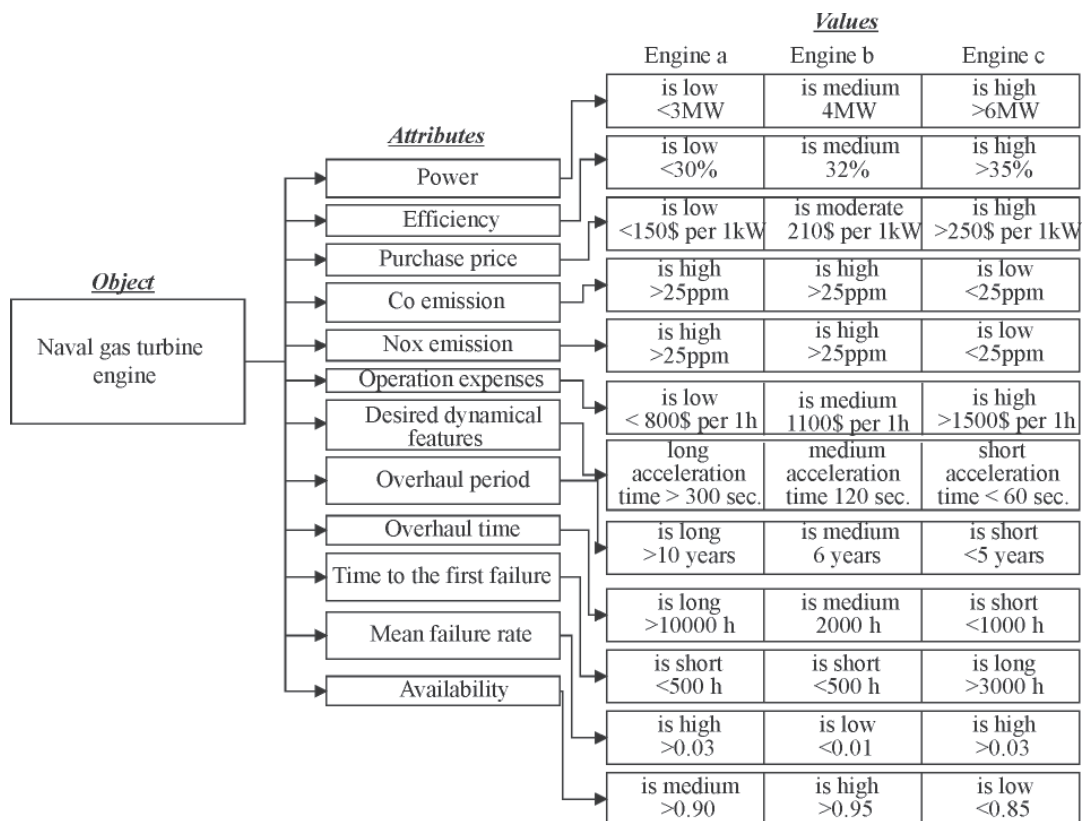 Values
Engine a Engine b Engine c
Attributes
Object
Naval gas turbine
engine
Power
Efficiency
Purchase price
Co emission
Nox emission
Operation expenses
Desired dynamical
features
Overhaul period
Overhaul time
Time to the first failure
Mean failure rate
Availability
is low is medium is high
<3MW 4MW >6MW
is low is medium is high
<30% 32% >35%
is low is moderate is high
<150$ per 1kW 210$ per 1kW >250$ per 1kW
is high is high is low
>25ppm >25ppm <25ppm
is high is high is low
>25ppm >25ppm <25ppm
is low is medium is high
< 800$ per 1h 1100$ per 1h >1500$ per 1h
long medium short
acceleration acceleration acceleration
time > 300 sec. time 120 sec. time < 60 sec.
is long is medium is short
>10 years 6 years <5 years
is long is medium is short
>10000 h 2000 h <1000 h
is short is short is long
<500 h <500 h >3000 h
is high is low is high
>0.03 <0.01 >0.03
is medium is high is low
>0.90 >0.95 <0.85